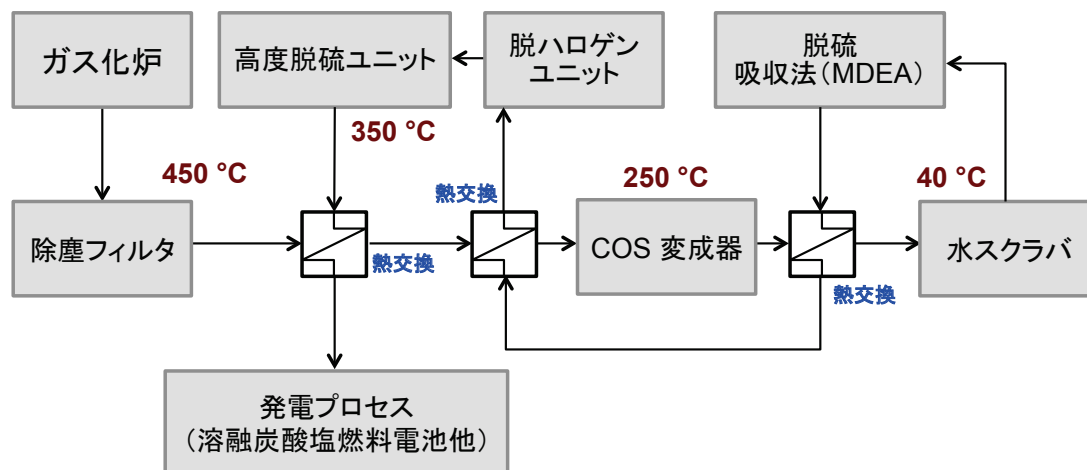 ガス化炉
高度脱硫ユニット
脱ハロゲン
ユニット
脱硫
吸収法（MDEA）
350 °C
450 °C
熱交換
250 °C
40 °C
除塵フィルタ
熱交換
COS 変成器
熱交換
水スクラバ
発電プロセス
（溶融炭酸塩燃料電池他）